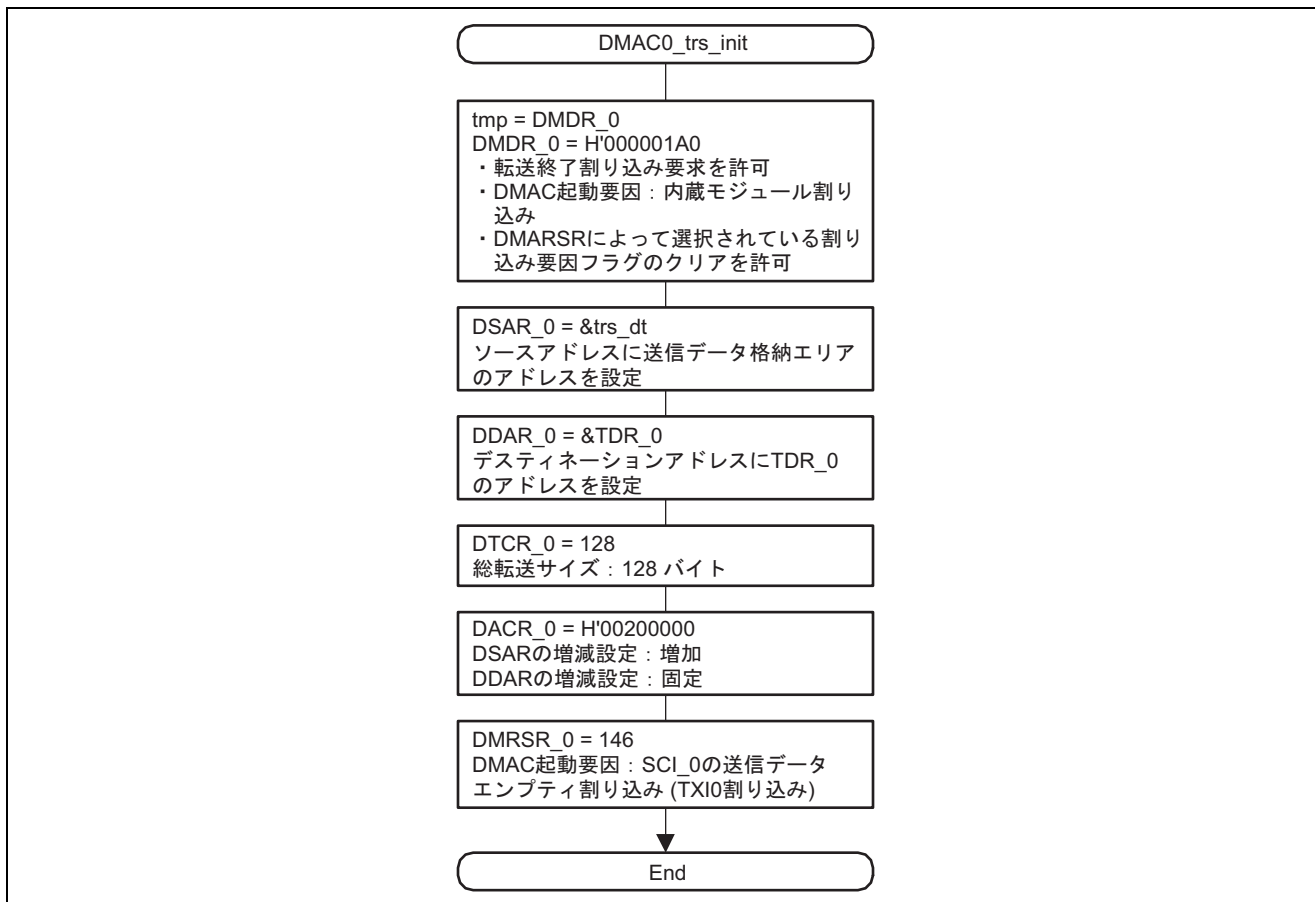 DMAC0_trs_init
tmp = DMDR_0
DMDR_0 = H'000001A0
・転送終了割り込み要求を許可
・DMAC起動要因：内蔵モジュール割り
込み
・DMARSRによって選択されている割り
込み要因フラグのクリアを許可
DSAR_0 = &trs_dt
ソースアドレスに送信データ格納エリア
のアドレスを設定
DDAR_0 = &TDR_0
デスティネーションアドレスにTDR_0
のアドレスを設定
DTCR_0 = 128
総転送サイズ：128 バイト
DACR_0 = H'00200000
DSARの増減設定：増加
DDARの増減設定：固定
DMRSR_0 = 146
DMAC起動要因：SCI_0の送信データ
エンプティ割り込み (TXI0割り込み)
End